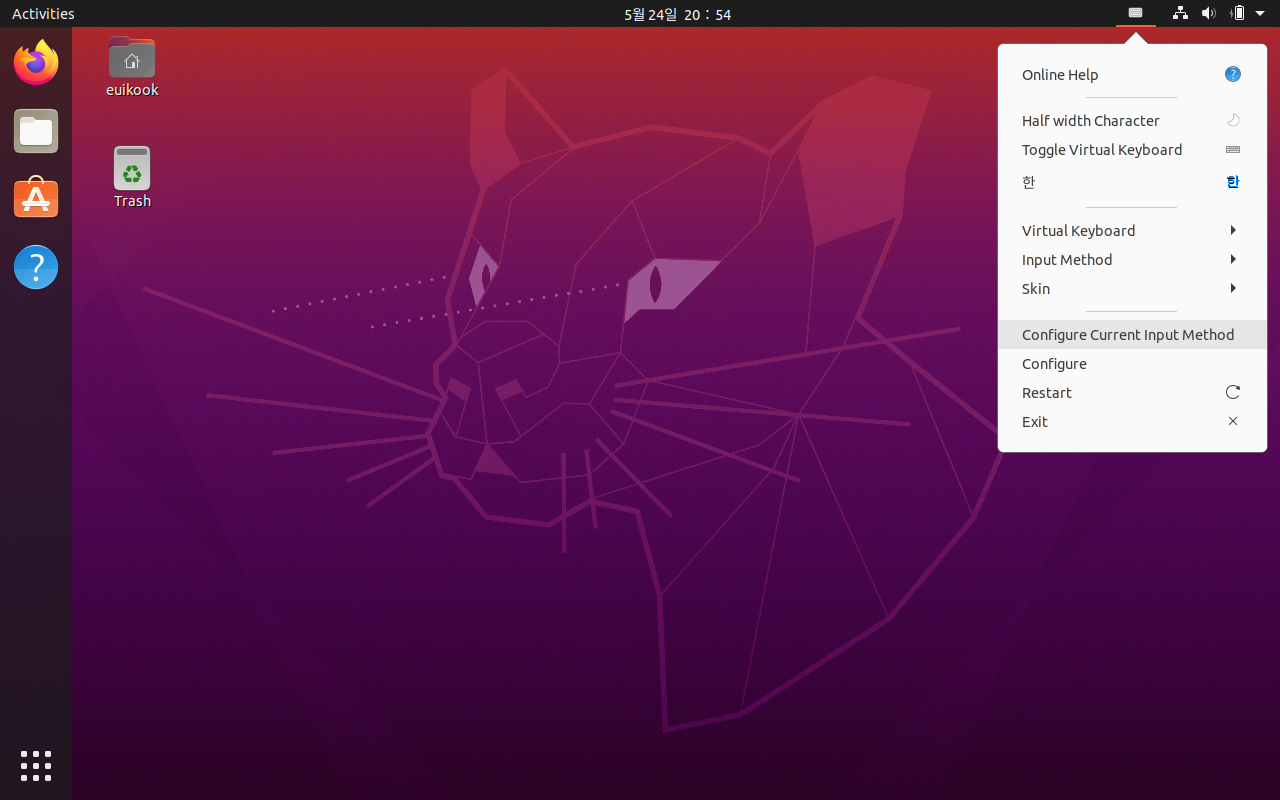 Activities
5월 24일 20 : 54
euikook
Trash
Online Help
?
Half width Character
Toggle Virtual Keyboard
한 한
Virtual Keyboard
Input Method
Skin
Configure Current Input Method
Configure
Restart
Exit
?